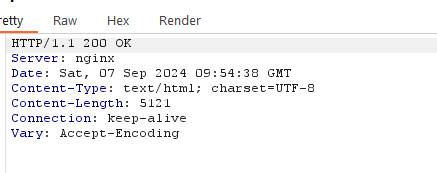 Pretty Raw Hex Render
HTTP/1.1 200 OK
Server: nginx
Date: Sat, 07 Sep 2024 09:54:38 GMT
Content-Type: text/html; charset=UTF-8
Content-Length: 5121
Connection: keep-alive
Vary: Accept-Encoding